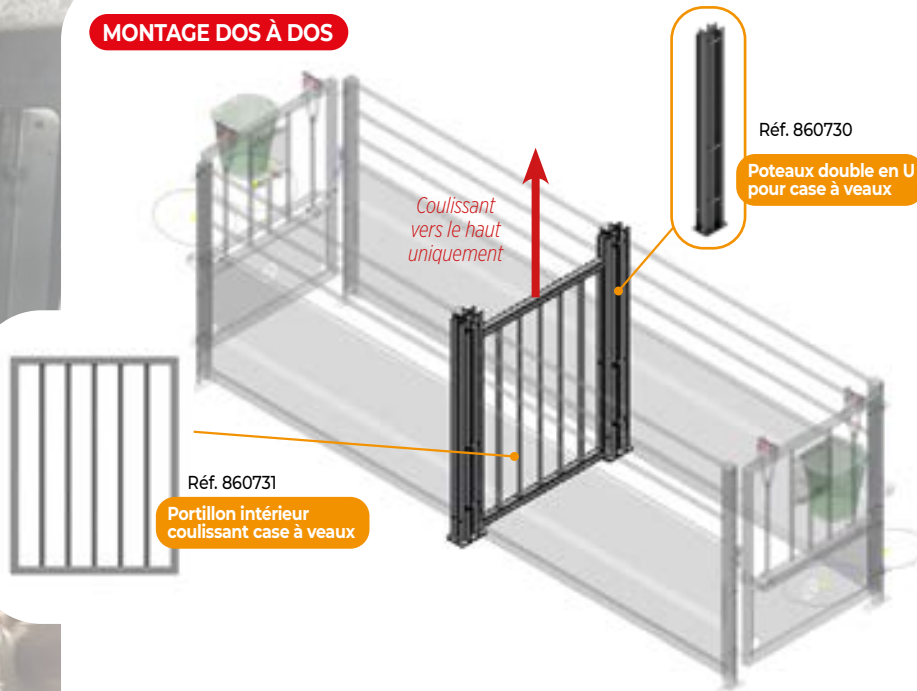 MONTAGE DOS À DOS
Réf. 860730
Poteaux double en U
pour case à veaux
Coulissant
vers le haut
uniquement
Réf. 860731
Portillon intérieur
coulissant case à veaux